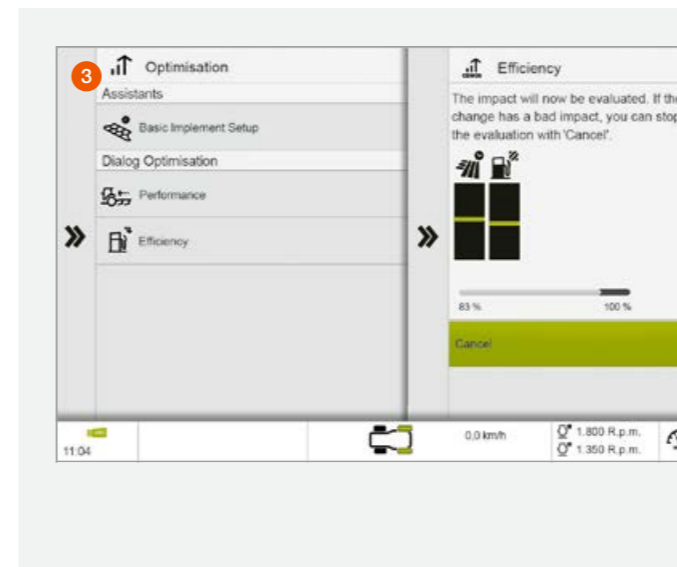 3
Optimisation
Assistants
Basic Implement Setup
Dialog Optimisation
Performance
Efficiency
Efficiency
The impact will now be evaluated. If the
change has a bad impact, you can stop
the evaluation with 'Cancel'.
83 %
100 %
Cancel
11:04
0,0 km/h
1.800 R.p.m.
1.350 R.p.m.